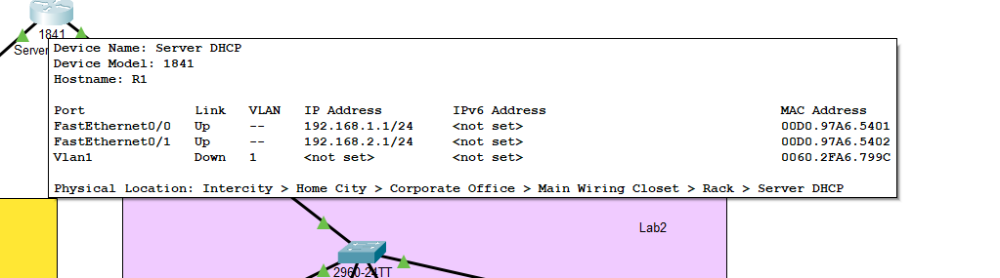 1841
Server
Device Name: Server DHCP
Device Model: 1841
Hostname: R1
Port Link VLAN IP Address IPv6 Address MAC Address
FastEthernet0/0 Up -- 192.168.1.1/24 <not set> 00D0.97A6.5401
FastEthernet0/1 Up -- 192.168.2.1/24 <not set> 00D0.97A6.5402
Vlan1 Down 1 <not set> <not set> 0060.2FA6.799C
Physical Location: Intercity > Home City > Corporate Office > Main Wiring Closet > Rack > Server DHCP
Lab2
2960-24TT